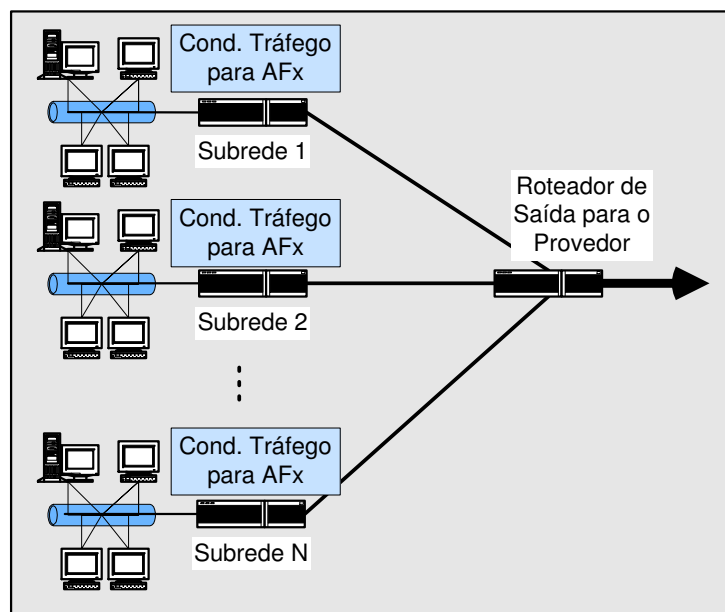 Cond. Tráfego
para AFx
Subrede 1
Roteador de
Saída para o
Provedor
Cond. Tráfego
para AFx
Subrede 2
Cond. Tráfego
para AFx
Subrede N